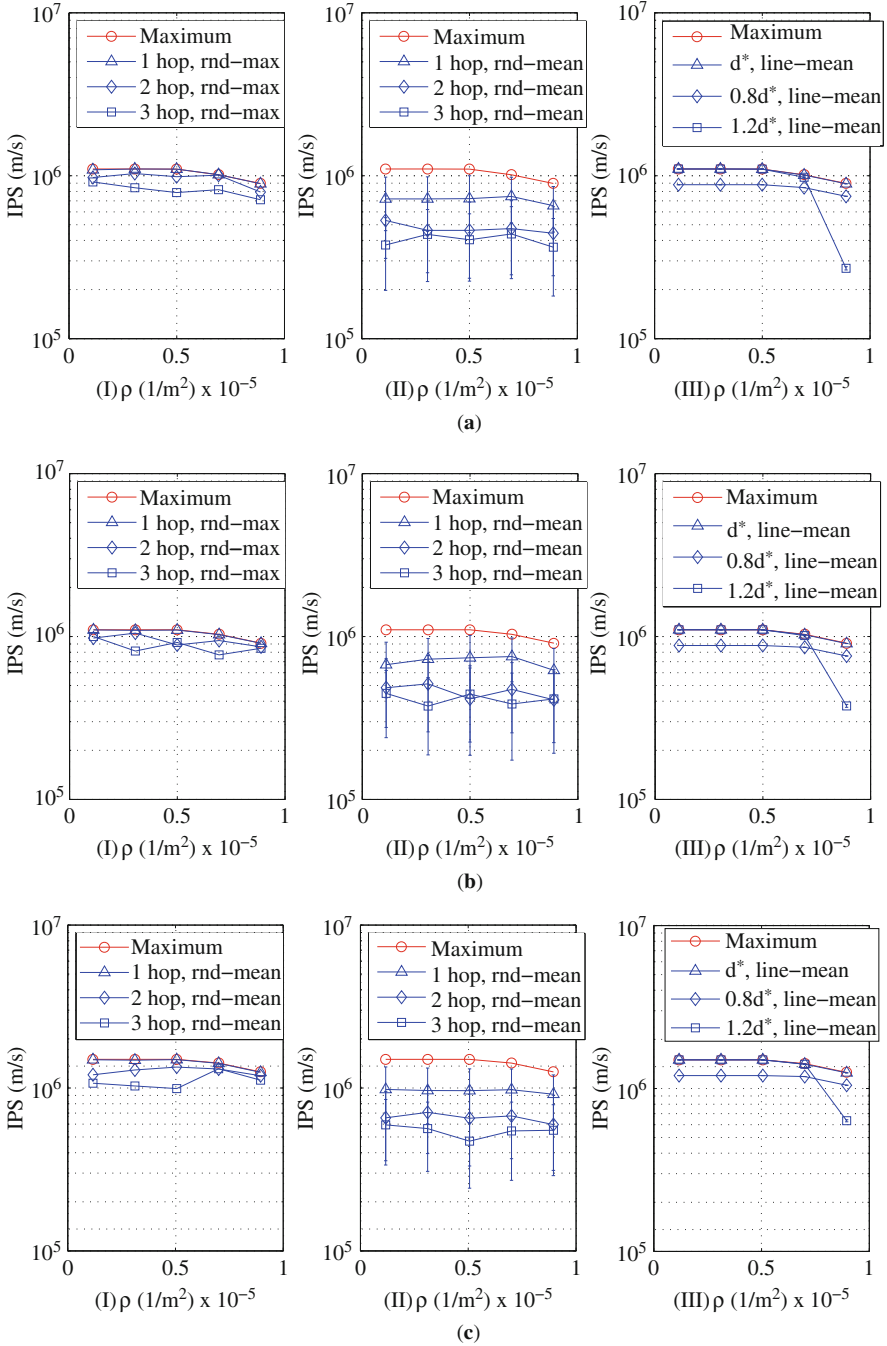 10^7
Maximum
1 hop, rnd−max
2 hop, rnd−max
3 hop, rnd−max
10^6
10^5
IPS (m/s)
0
0.5
1
(I) ρ (1/m²) x 10^-5
10^7
Maximum
1 hop, rnd−mean
2 hop, rnd−mean
3 hop, rnd−mean
10^6
10^5
IPS (m/s)
0
0.5
1
(II) ρ (1/m²) x 10^-5
10^7
Maximum
d*, line−mean
0.8d*, line−mean
1.2d*, line−mean
10^6
10^5
IPS (m/s)
0
0.5
1
(III) ρ (1/m²) x 10^-5
(a)
10^7
Maximum
1 hop, rnd−max
2 hop, rnd−max
3 hop, rnd−max
10^6
10^5
IPS (m/s)
0
0.5
1
(I) ρ (1/m²) x 10^-5
10^7
Maximum
1 hop, rnd−mean
2 hop, rnd−mean
3 hop, rnd−mean
10^6
10^5
IPS (m/s)
0
0.5
1
(II) ρ (1/m²) x 10^-5
10^7
Maximum
d*, line−mean
0.8d*, line−mean
1.2d*, line−mean
10^6
10^5
IPS (m/s)
0
0.5
1
(III) ρ (1/m²) x 10^-5
(b)
10^7
Maximum
1 hop, rnd−mean
2 hop, rnd−mean
3 hop, rnd−mean
10^6
10^5
IPS (m/s)
0
0.5
1
(I) ρ (1/m²) x 10^-5
10^7
Maximum
1 hop, rnd−mean
2 hop, rnd−mean
3 hop, rnd−mean
10^6
10^5
IPS (m/s)
0
0.5
1
(II) ρ (1/m²) x 10^-5
10^7
Maximum
d*, line−mean
0.8d*, line−mean
1.2d*, line−mean
10^6
10^5
IPS (m/s)
0
0.5
1
(III) ρ (1/m²) x 10^-5
(c)